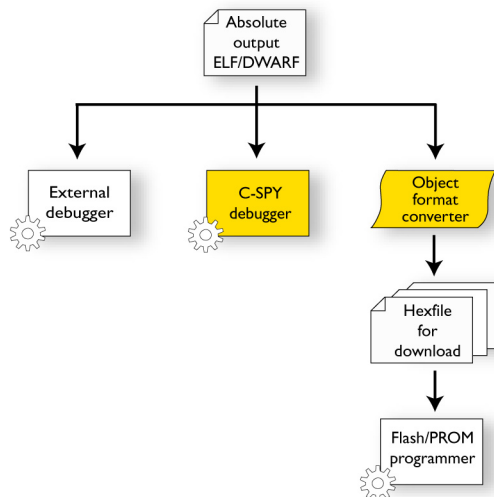 Absolute
output
ELF/DWARF
External
debugger
C-SPY
debugger
Object
format
converter
Hexfile
for
download
Flash/PROM
programmer